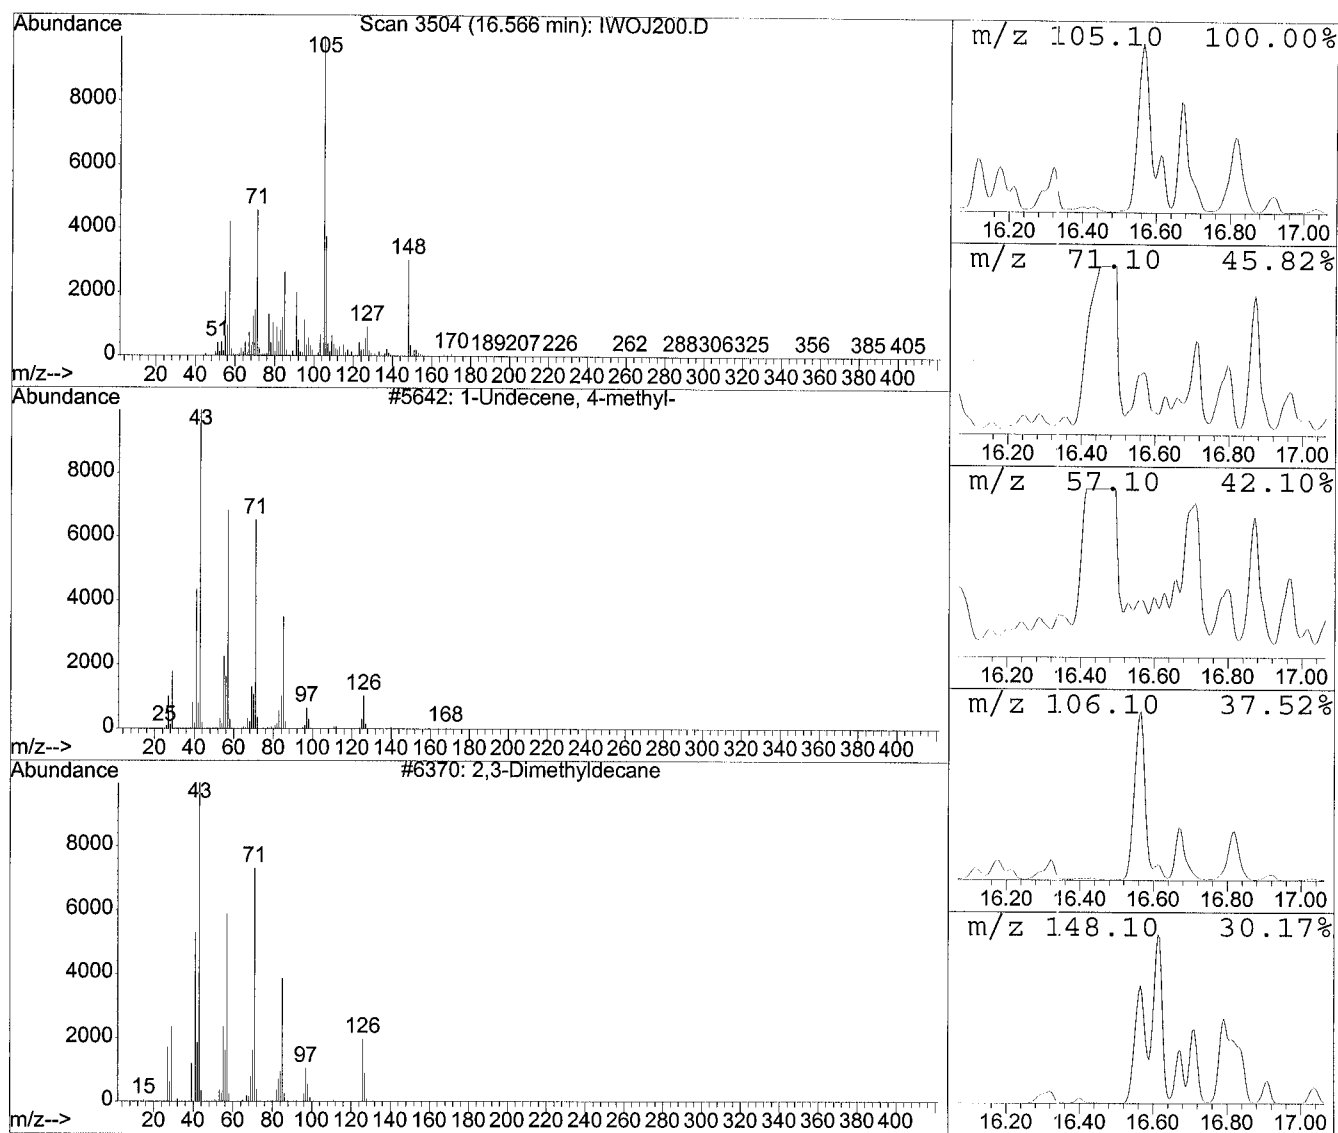 Abundance
Scan 3504 (16.566 min): IWOJ200.D
105
8000
6000
71
4000
148
2000
51
127
170 189 207 226 262 288 306 325 356 385 405
0
m/z--> 20 40 60 80 100 120 140 160 180 200 220 240 260 280 300 320 340 360 380 400
Abundance
#5642: 1-Undecene, 4-methyl-
43
8000
71
6000
4000
2000
126
97
25
168
0
m/z--> 20 40 60 80 100 120 140 160 180 200 220 240 260 280 300 320 340 360 380 400
Abundance
#6370: 2,3-Dimethyldecane
43
8000
71
6000
4000
2000
126
97
15
0
m/z--> 20 40 60 80 100 120 140 160 180 200 220 240 260 280 300 320 340 360 380 400
m/z 105.10 100.00%
16.20 16.40 16.60 16.80 17.00
m/z 71.10 45.82%
16.20 16.40 16.60 16.80 17.00
m/z 57.10 42.10%
16.20 16.40 16.60 16.80 17.00
m/z 106.10 37.52%
16.20 16.40 16.60 16.80 17.00
m/z 148.10 30.17%
16.20 16.40 16.60 16.80 17.00